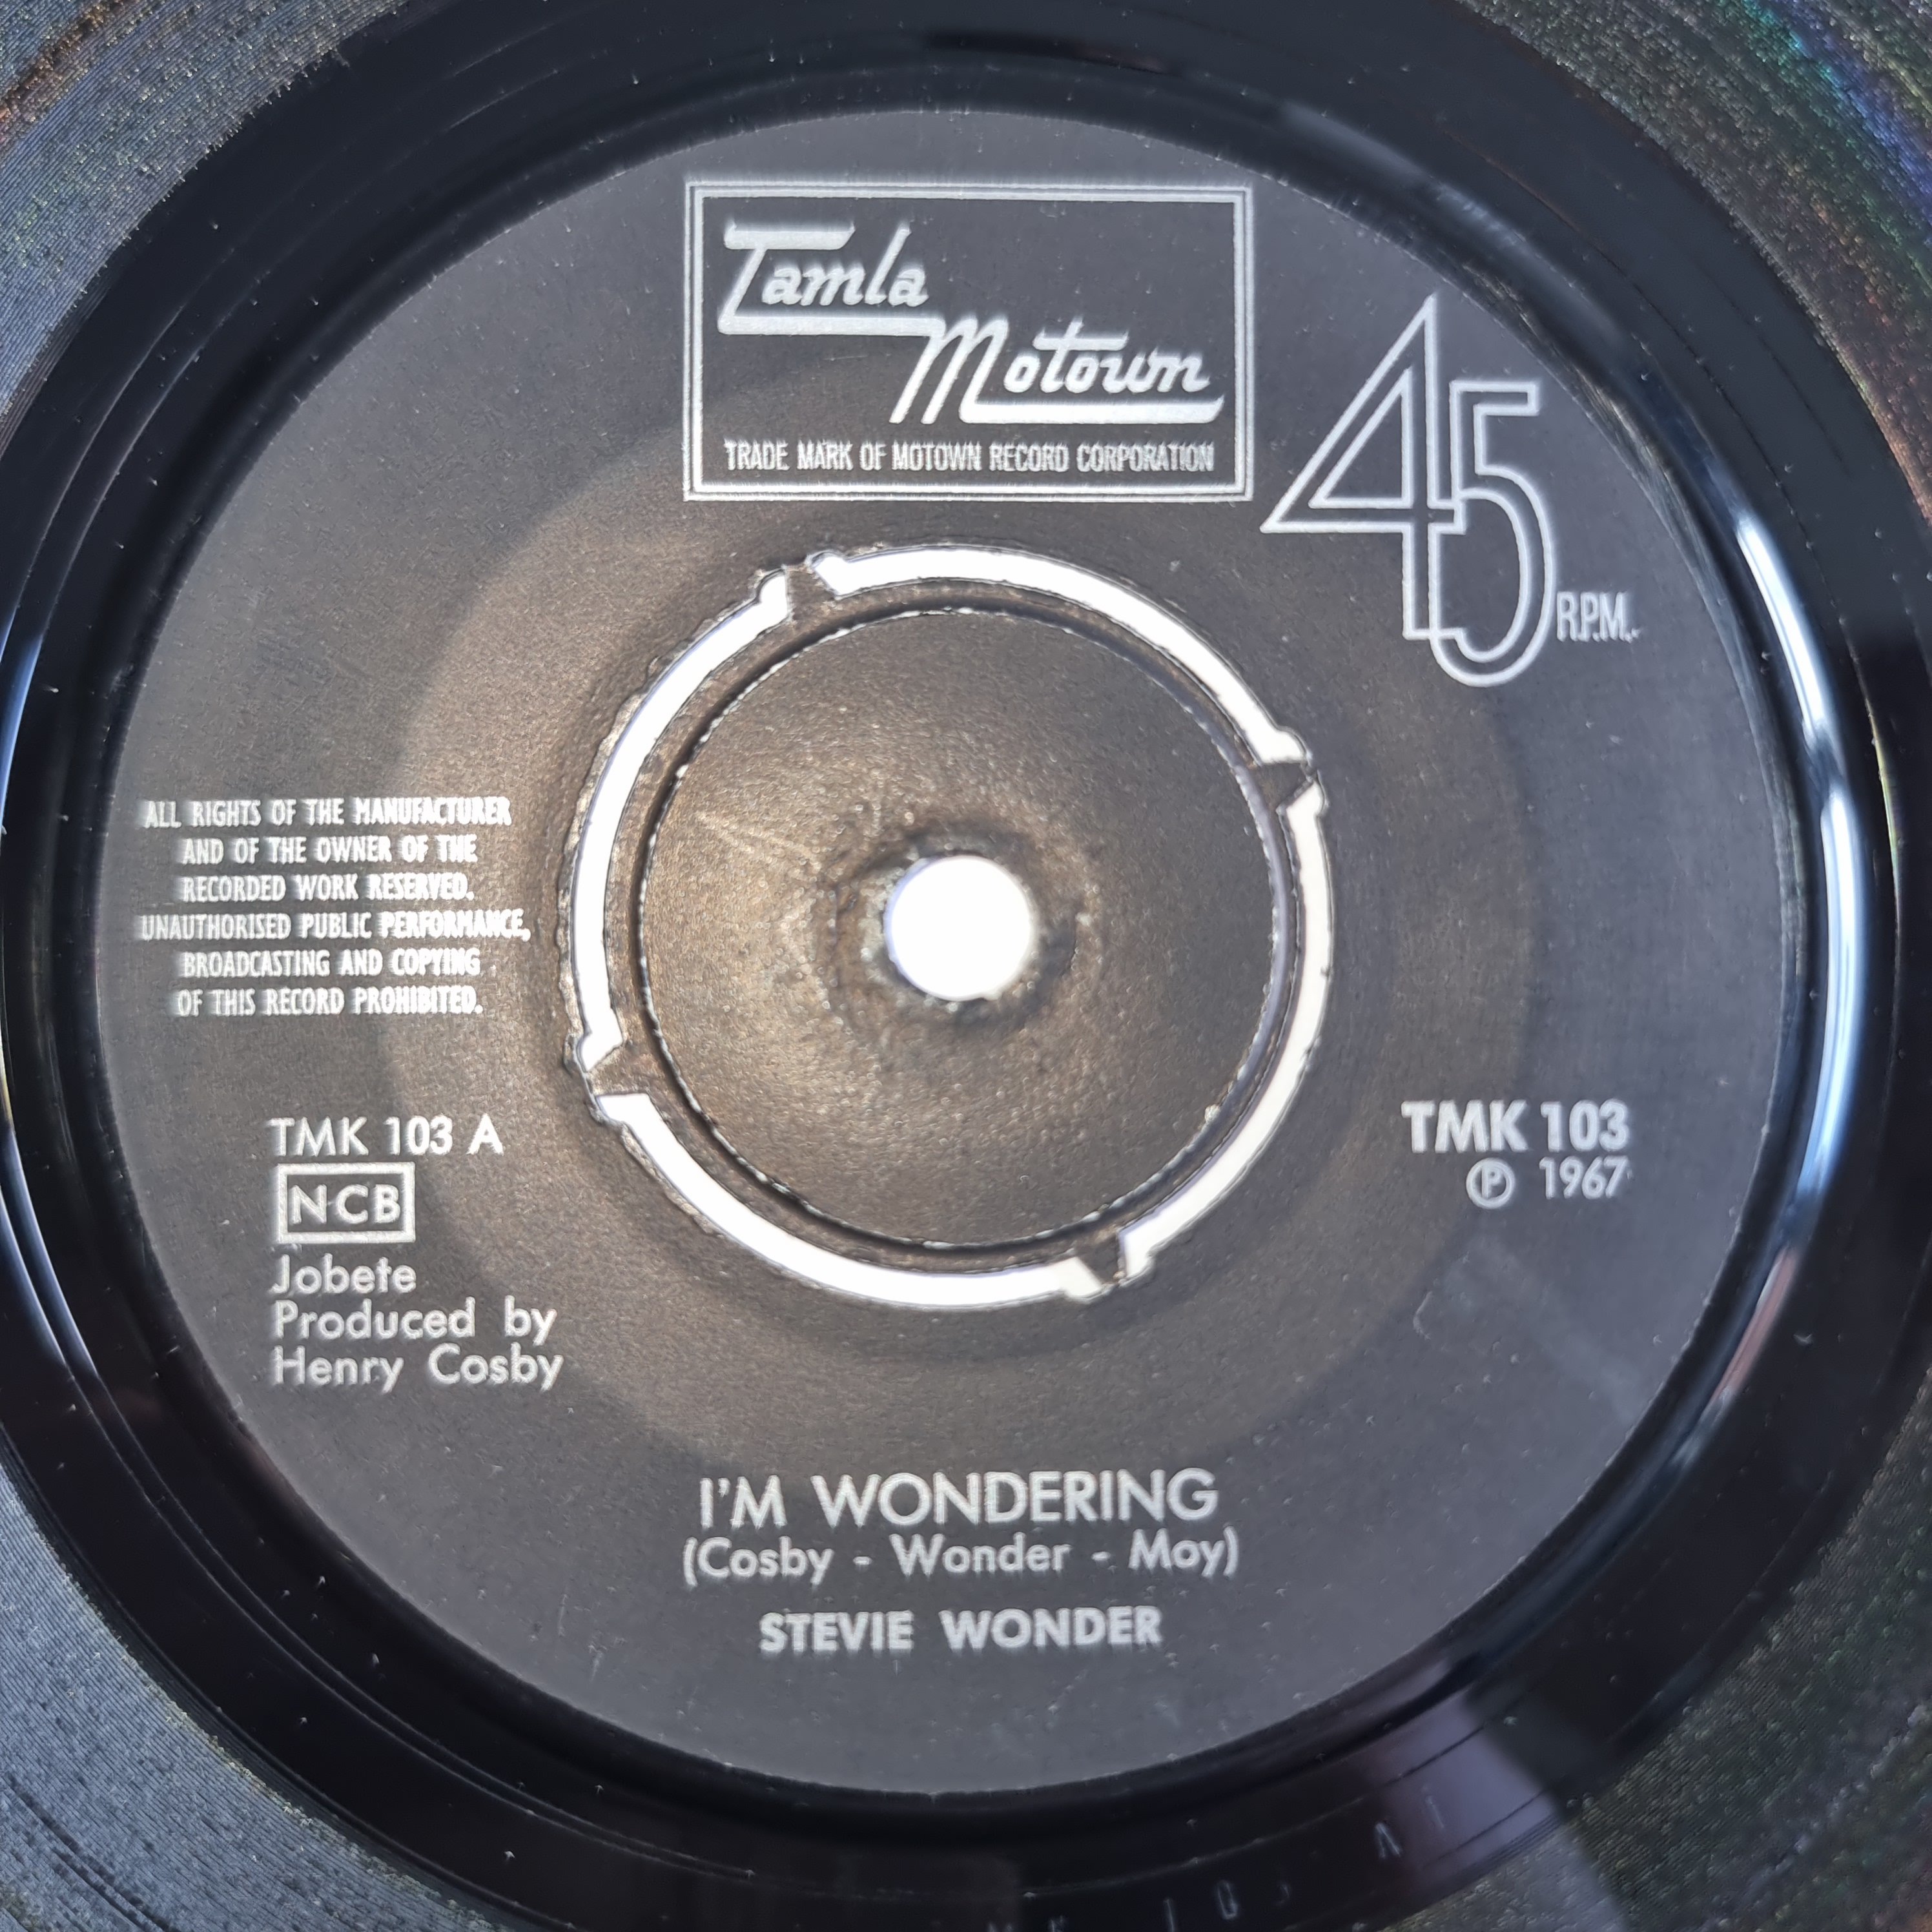 Tamla
Motown
TRADE MARK OF MOTOWN RECORD CORPORATION
45
R.P.M.
ALL RIGHTS OF THE MANUFACTURER
AND OF THE OWNER OF THE
RECORDED WORK RESERVED.
UNAUTHORISED PUBLIC PERFORMANCE,
BROADCASTING AND COPYING
OF THIS RECORD PROHIBITED.
TMK 103 A
NCB
Jobete
Produced by
Henry Cosby
TMK 103
℗ 1967
I'M WONDERING
(Cosby - Wonder - Moy)
STEVIE WONDER